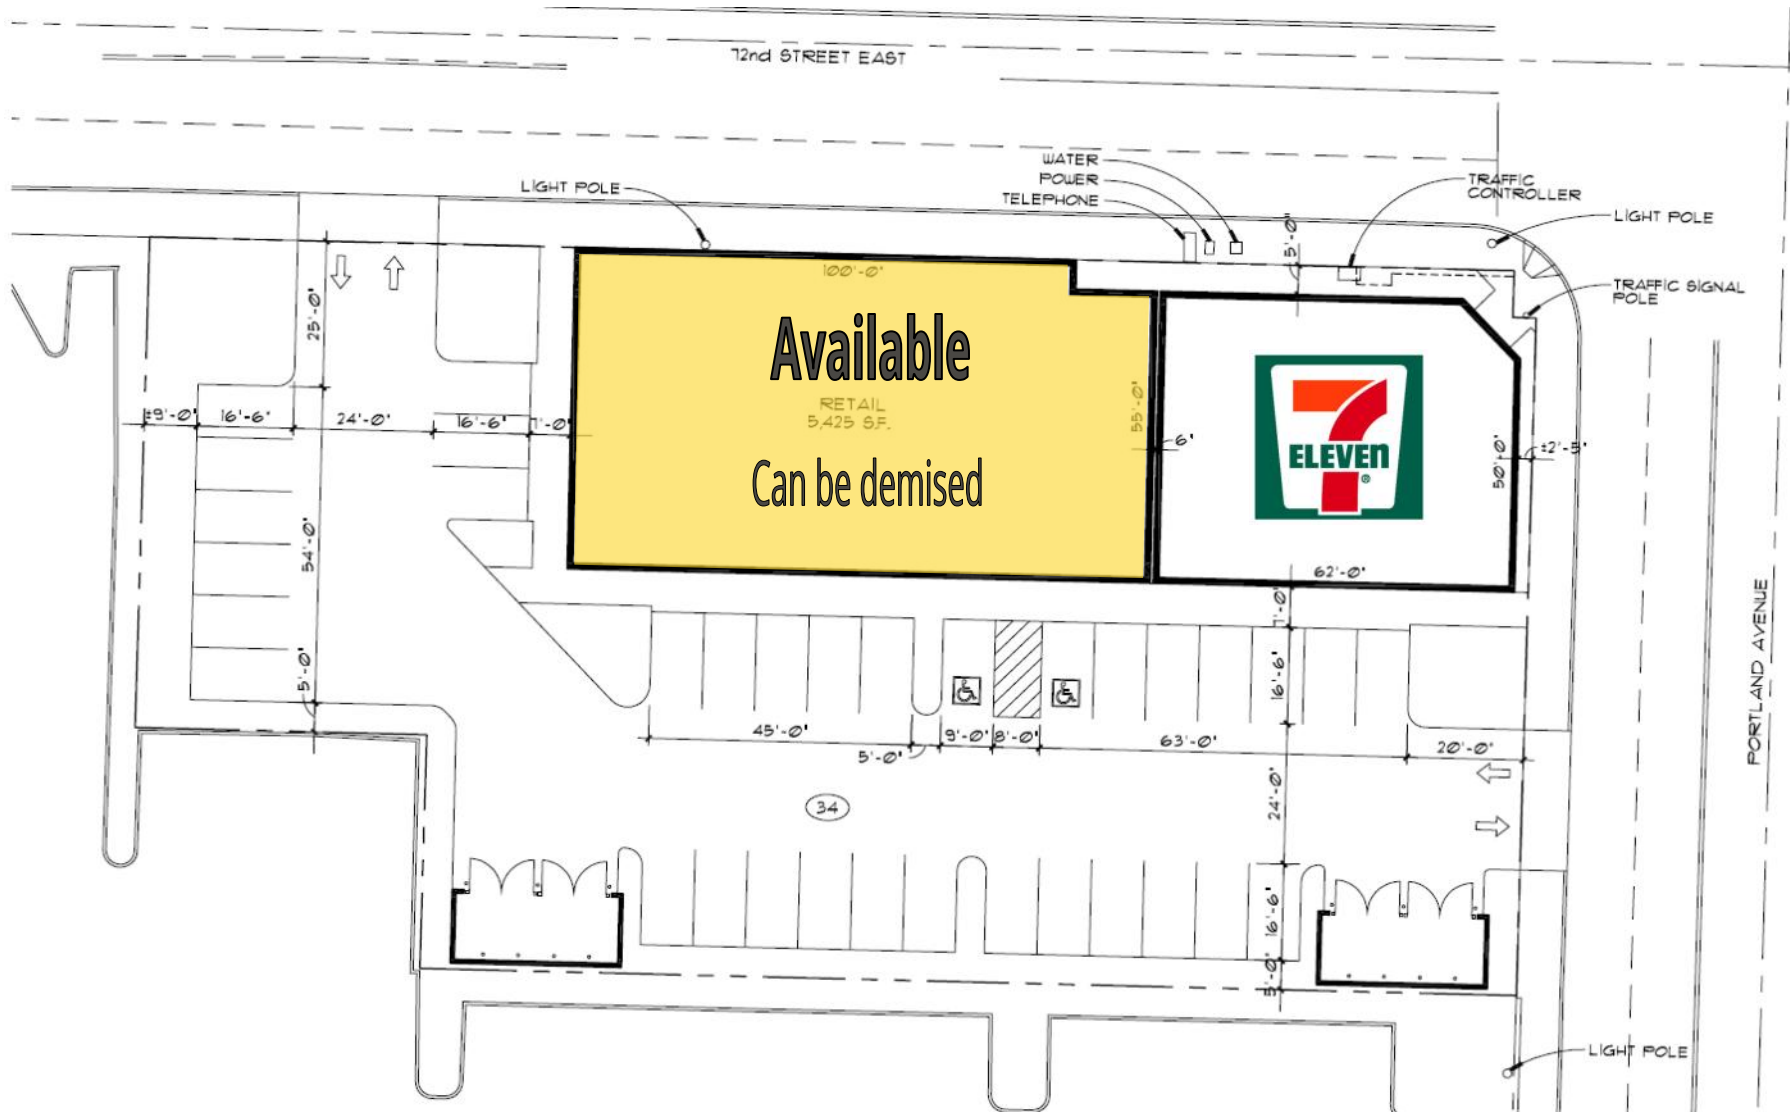 72nd STREET EAST
WATER
POWER
TELEPHONE
LIGHT POLE
TRAFFIC
CONTROLLER
LIGHT POLE
TRAFFIC SIGNAL
POLE
5'-0"
100'-0"
Available
RETAIL
5,425 S.F.
Can be demised
55'-0"
6"
7
ELEVEN
®
50'-0"
±2'-5"
62'-0"
25'-0"
±9'-0"
16'-6"
24'-0"
16'-6"
7'-0"
54'-0"
5'-0"
7'-0"
16'-6"
45'-0"
5'-0"
9'-0"
8'-0"
63'-0"
20'-0"
24'-0"
34
16'-6"
5'-0"
PORTLAND AVENUE
LIGHT POLE